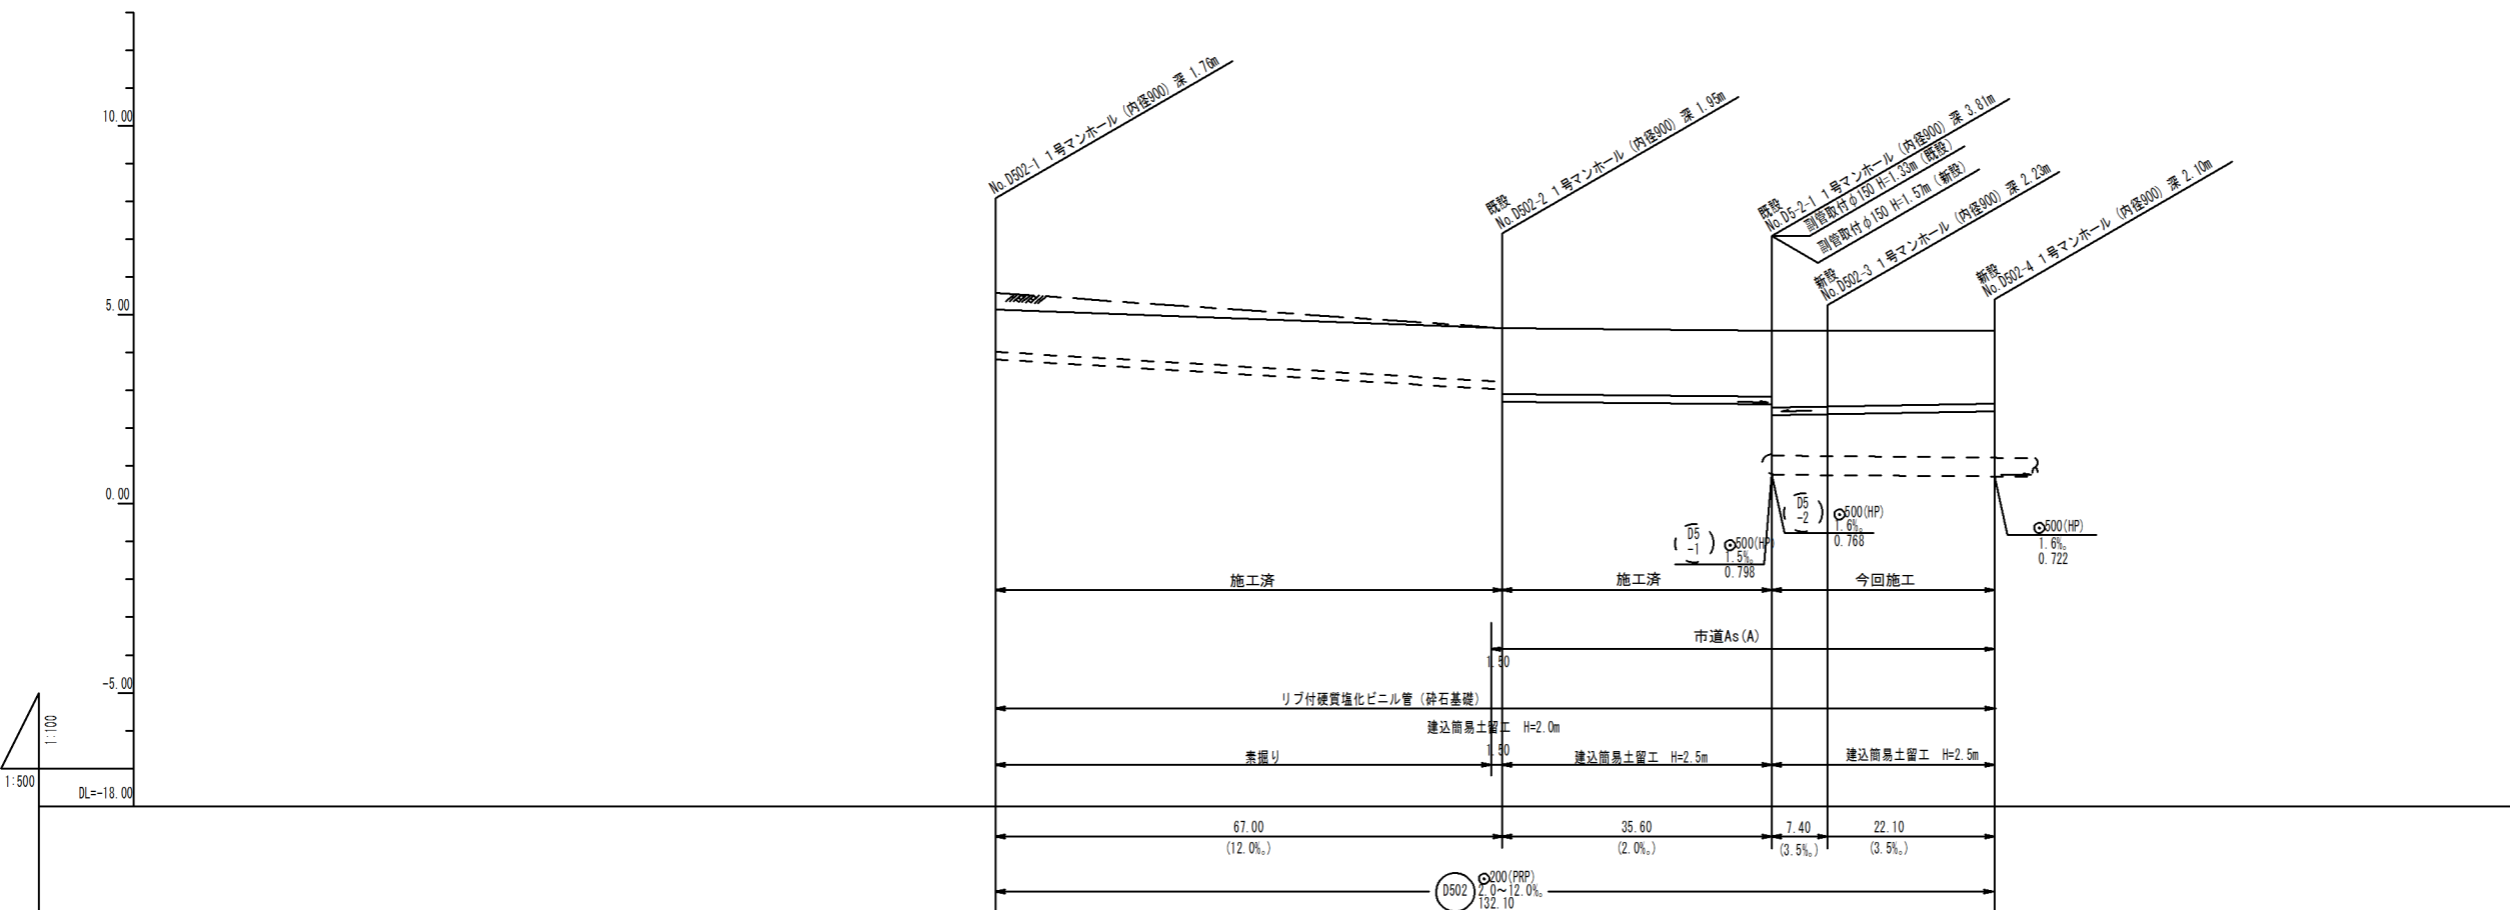 No.D502-1 1号マンホール (内径900) 深 1.76m
既設
No.D502-2 1号マンホール (内径900) 深 1.95m
既設
No.D5-2-1 1号マンホール (内径900) 深 3.81m
副管取付φ150 H=1.33m (既設)
副管取付φ150 H=1.57m (新設)
新設
No.D502-3 1号マンホール (内径900) 深 2.23m
新設
No.D502-4 1号マンホール (内径900) 深 2.10m
10.00
5.00
0.00
-5.00
DL=-18.00
1:100
1:500
D5
-1
500(HP)
1.5‰
0.798
D5
-2
500(HP)
1.6‰
0.768
500(HP)
1.6‰
0.722
施工済
施工済
今回施工
市道As(A)
1.50
リブ付硬質塩化ビニル管 (砕石基礎)
建込簡易土留工 H=2.0m
1.50
素掘り
建込簡易土留工 H=2.5m
建込簡易土留工 H=2.5m
67.00
(12.0‰)
35.60
(2.0‰)
7.40
(3.5‰)
22.10
(3.5‰)
D502
200(PRP)
2.0～12.0‰
132.10